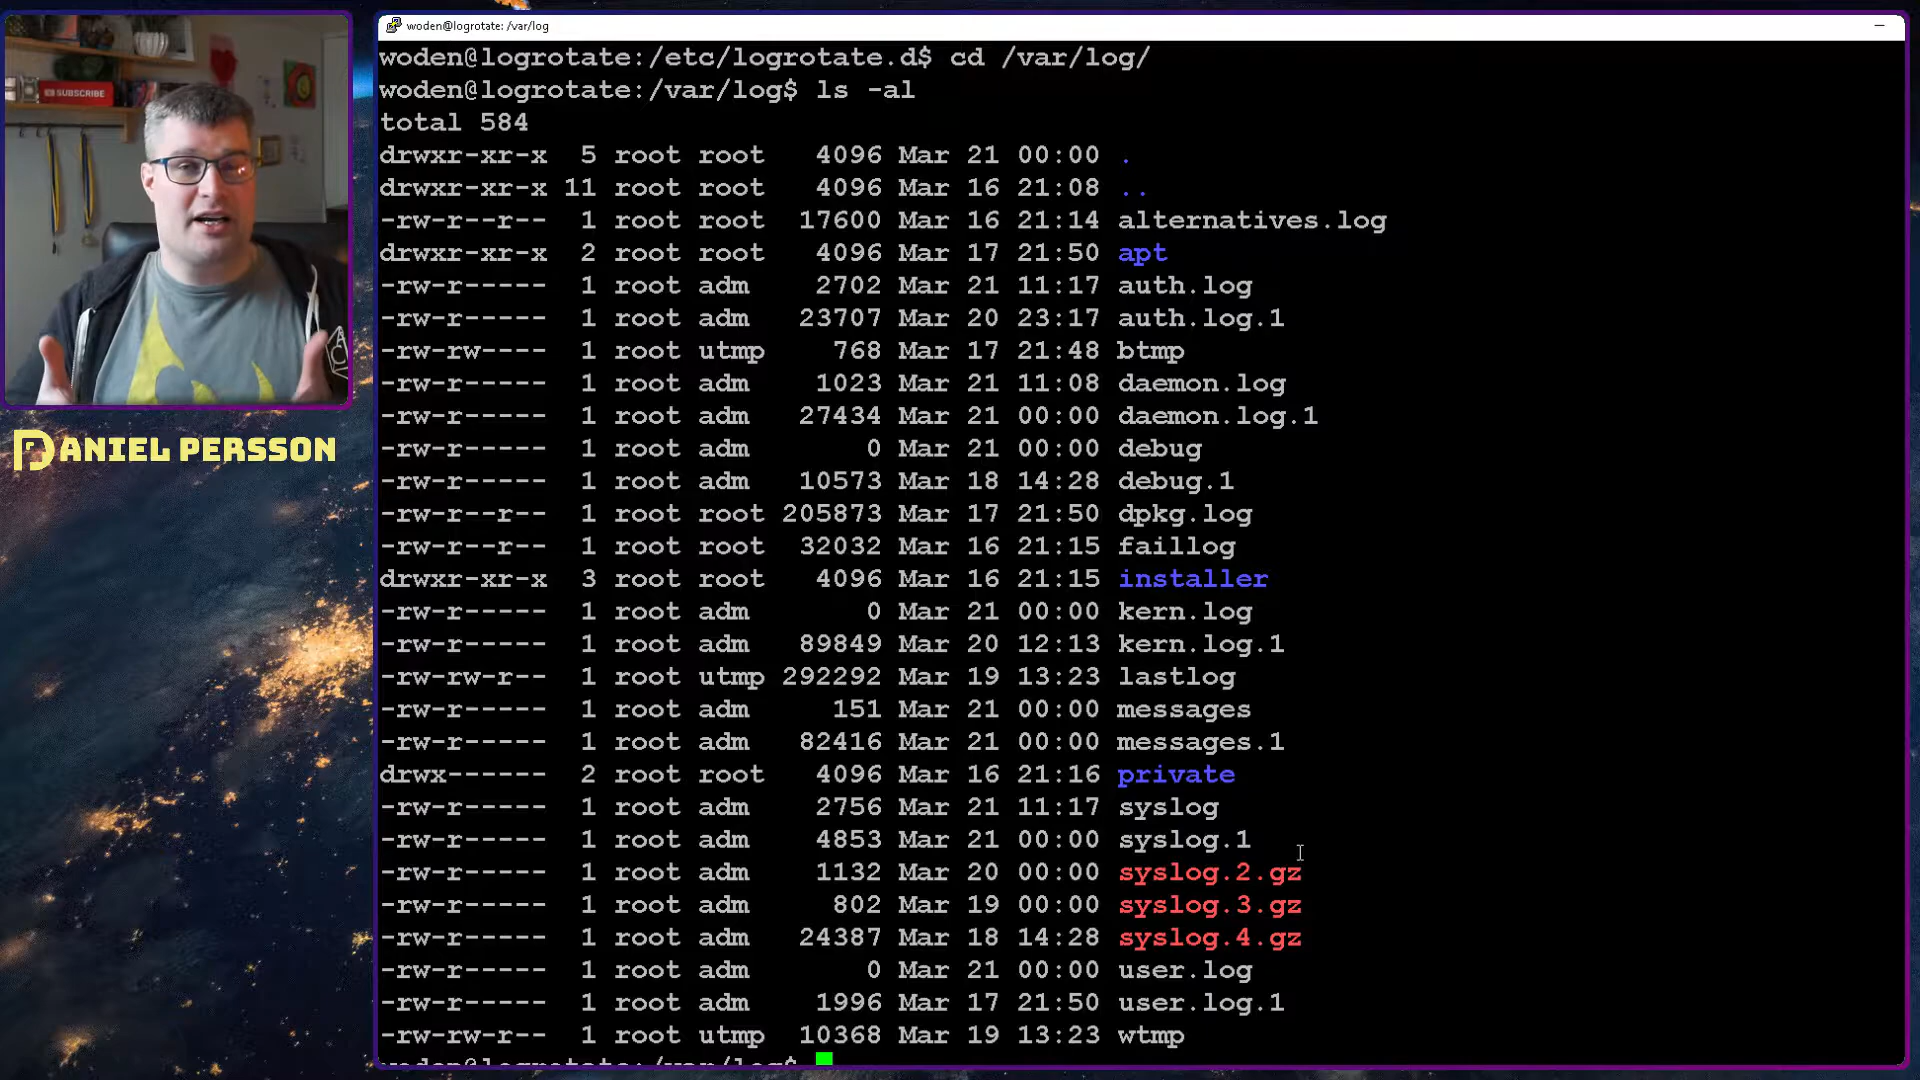 SUBSCRIBE
DANIEL PERSSON
woden@logrotate: /var/log
woden@logrotate:/etc/logrotate.d$ cd /var/log/
woden@logrotate:/var/log$ ls -al
total 584
drwxr-xr-x  5 root root   4096 Mar 21 00:00 .
drwxr-xr-x 11 root root   4096 Mar 16 21:08 ..
-rw-r--r--  1 root root  17600 Mar 16 21:14 alternatives.log
drwxr-xr-x  2 root root   4096 Mar 17 21:50 apt
-rw-r-----  1 root adm    2702 Mar 21 11:17 auth.log
-rw-r-----  1 root adm   23707 Mar 20 23:17 auth.log.1
-rw-rw----  1 root utmp    768 Mar 17 21:48 btmp
-rw-r-----  1 root adm    1023 Mar 21 11:08 daemon.log
-rw-r-----  1 root adm   27434 Mar 21 00:00 daemon.log.1
-rw-r-----  1 root adm       0 Mar 21 00:00 debug
-rw-r-----  1 root adm   10573 Mar 18 14:28 debug.1
-rw-r--r--  1 root root 205873 Mar 17 21:50 dpkg.log
-rw-r--r--  1 root root  32032 Mar 16 21:15 faillog
drwxr-xr-x  3 root root   4096 Mar 16 21:15 installer
-rw-r-----  1 root adm       0 Mar 21 00:00 kern.log
-rw-r-----  1 root adm   89849 Mar 20 12:13 kern.log.1
-rw-rw-r--  1 root utmp 292292 Mar 19 13:23 lastlog
-rw-r-----  1 root adm     151 Mar 21 00:00 messages
-rw-r-----  1 root adm   82416 Mar 21 00:00 messages.1
drwx------  2 root root   4096 Mar 16 21:16 private
-rw-r-----  1 root adm    2756 Mar 21 11:17 syslog
-rw-r-----  1 root adm    4853 Mar 21 00:00 syslog.1
-rw-r-----  1 root adm    1132 Mar 20 00:00 syslog.2.gz
-rw-r-----  1 root adm     802 Mar 19 00:00 syslog.3.gz
-rw-r-----  1 root adm   24387 Mar 18 14:28 syslog.4.gz
-rw-r-----  1 root adm       0 Mar 21 00:00 user.log
-rw-r-----  1 root adm    1996 Mar 17 21:50 user.log.1
-rw-rw-r--  1 root utmp  10368 Mar 19 13:23 wtmp
woden@logrotate:/var/log$